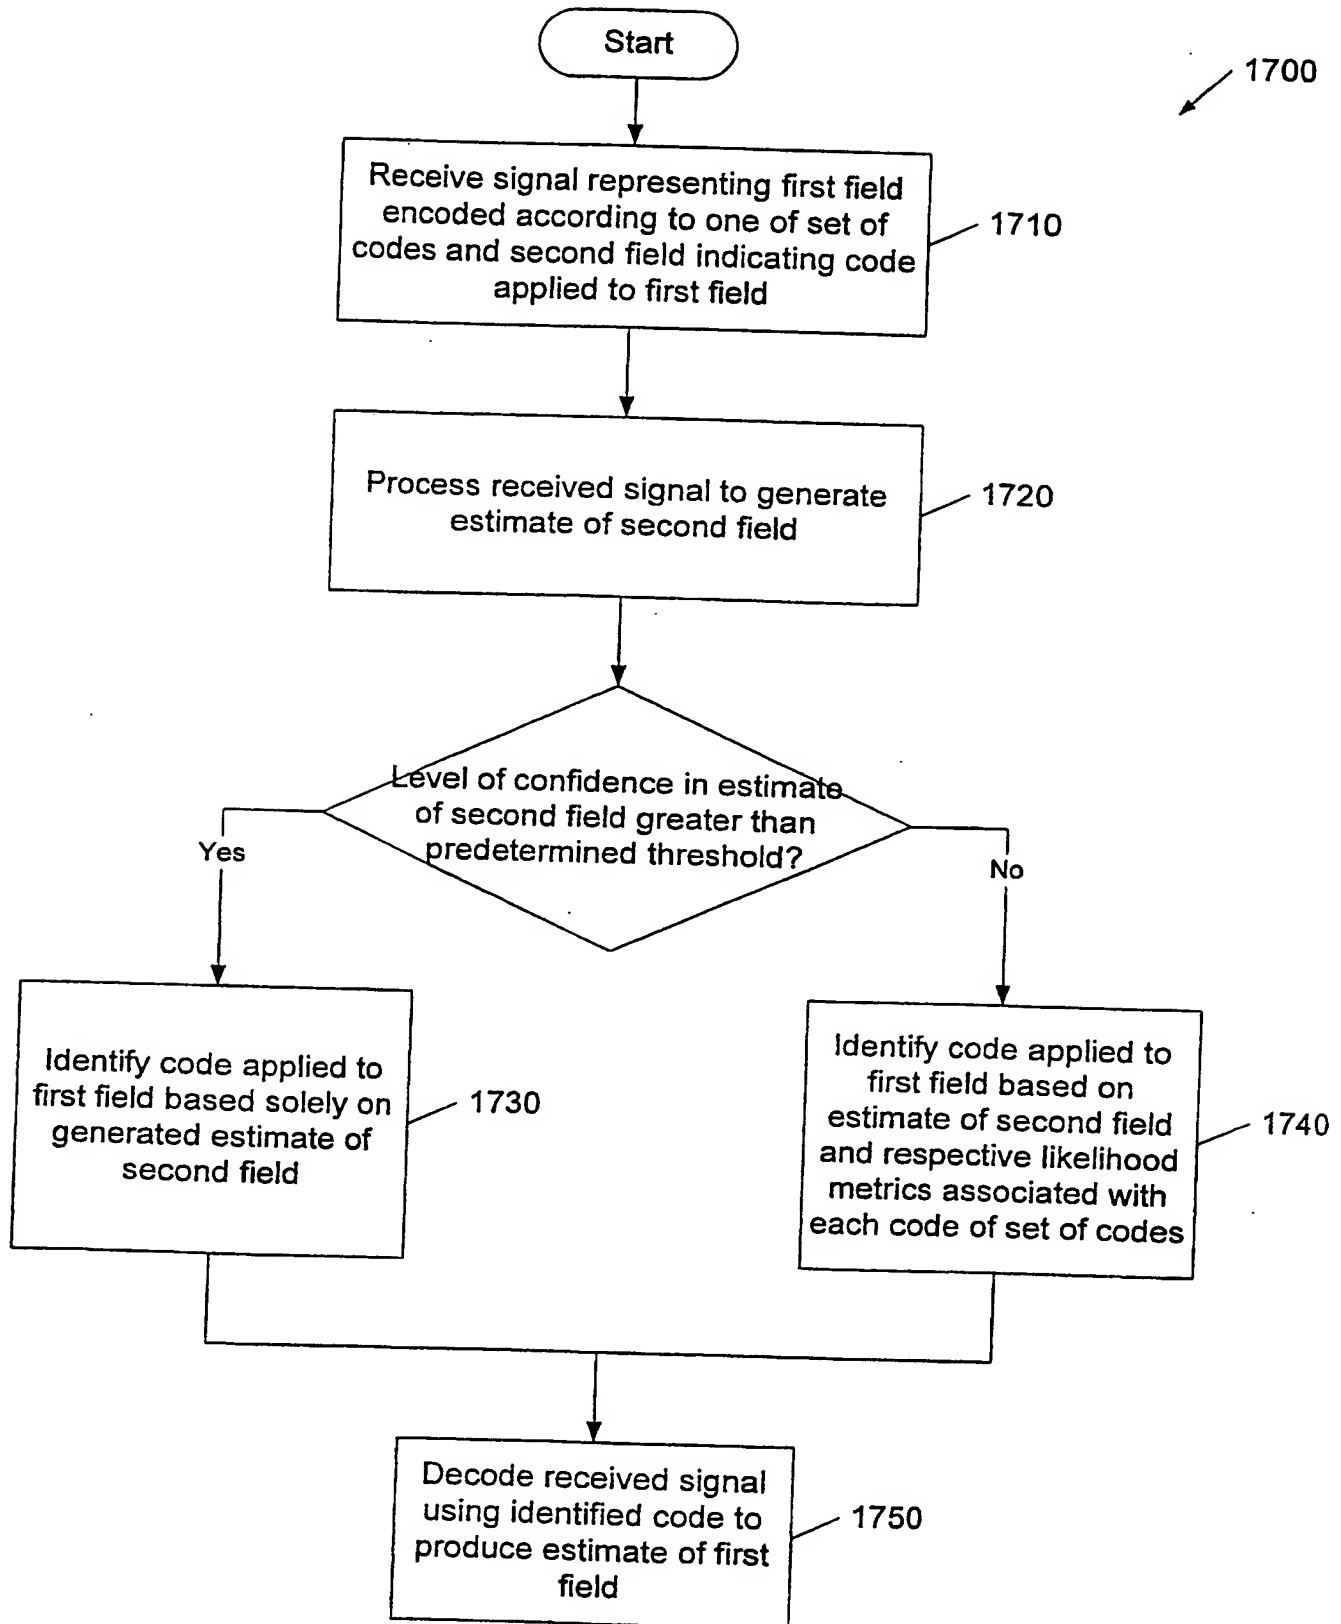 Start
1700
Receive signal representing first field
encoded according to one of set of
codes and second field indicating code
applied to first field
1710
Process received signal to generate
estimate of second field
1720
Level of confidence in estimate
of second field greater than
predetermined threshold?
Yes
No
Identify code applied to
first field based solely on
generated estimate of
second field
1730
Identify code applied to
first field based on
estimate of second field
and respective likelihood
metrics associated with
each code of set of codes
1740
Decode received signal
using identified code to
produce estimate of first
field
1750